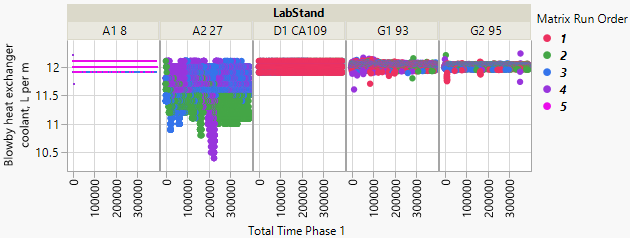 LabStand
A1 8 A2 27 D1 CA109 G1 93 G2 95
Matrix Run Order
1
2
3
4
5
Blowby heat exchanger
coolant, L per m
12
11.5
11
10.5
0 100000 200000 300000 0 100000 200000 300000 0 100000 200000 300000 0 100000 200000 300000 0 100000 200000 300000
Total Time Phase 1